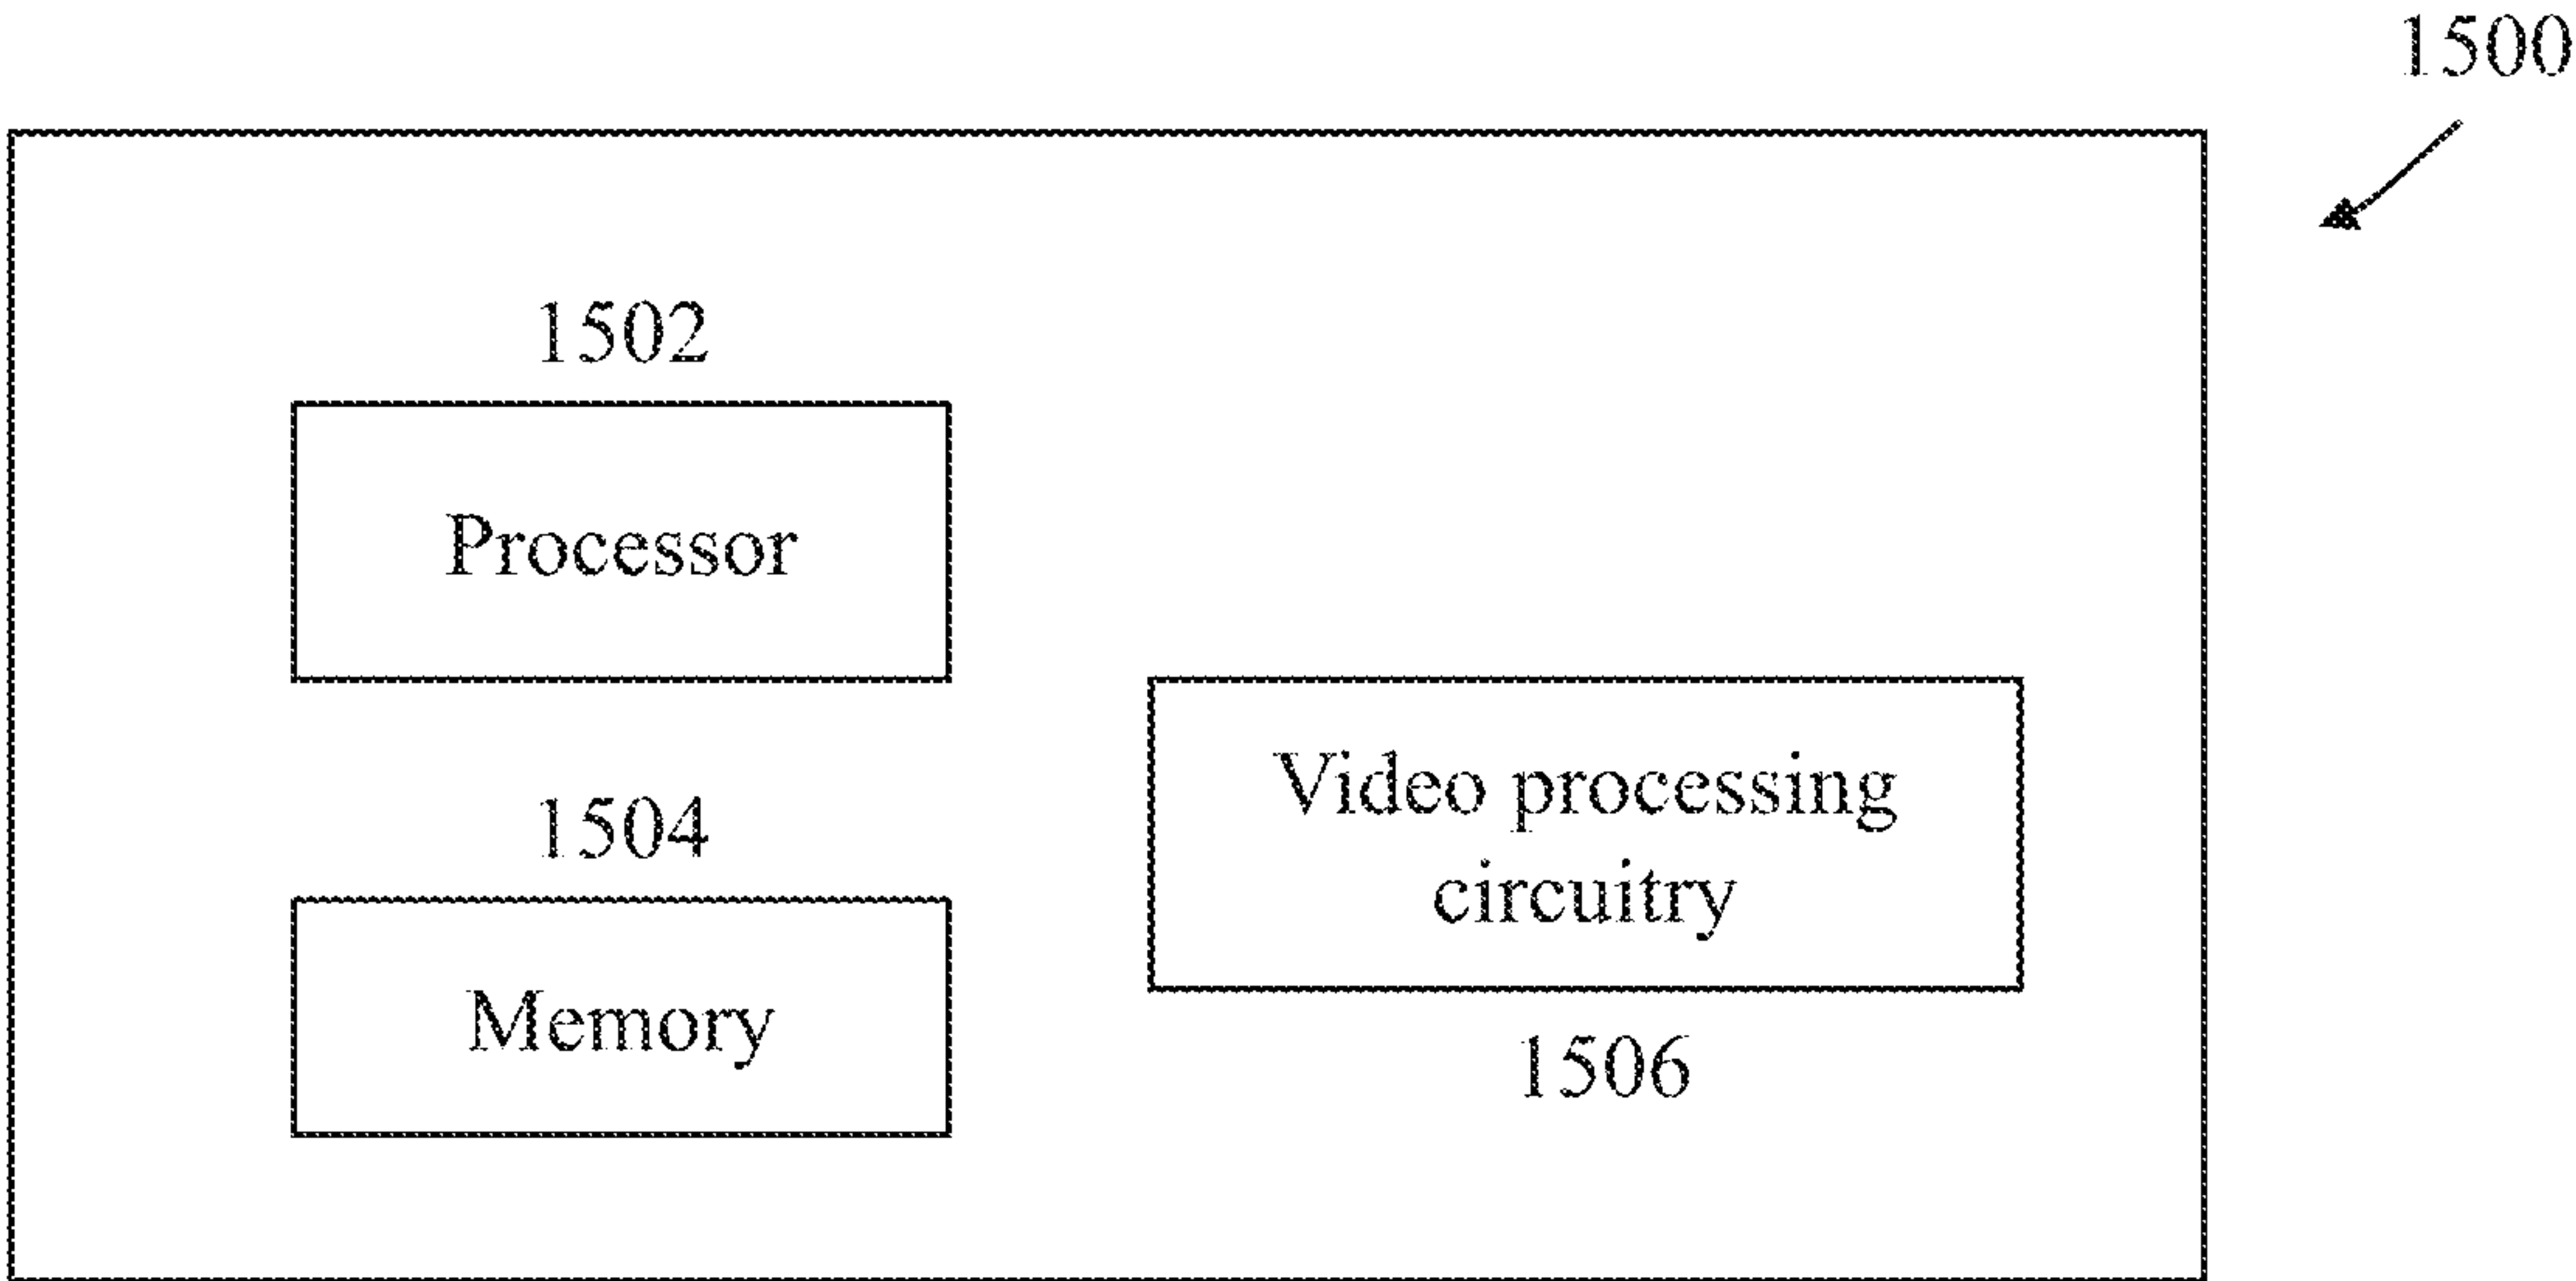 1500
1502
Processor
1504
Memory
Video processing
circuitry
1506